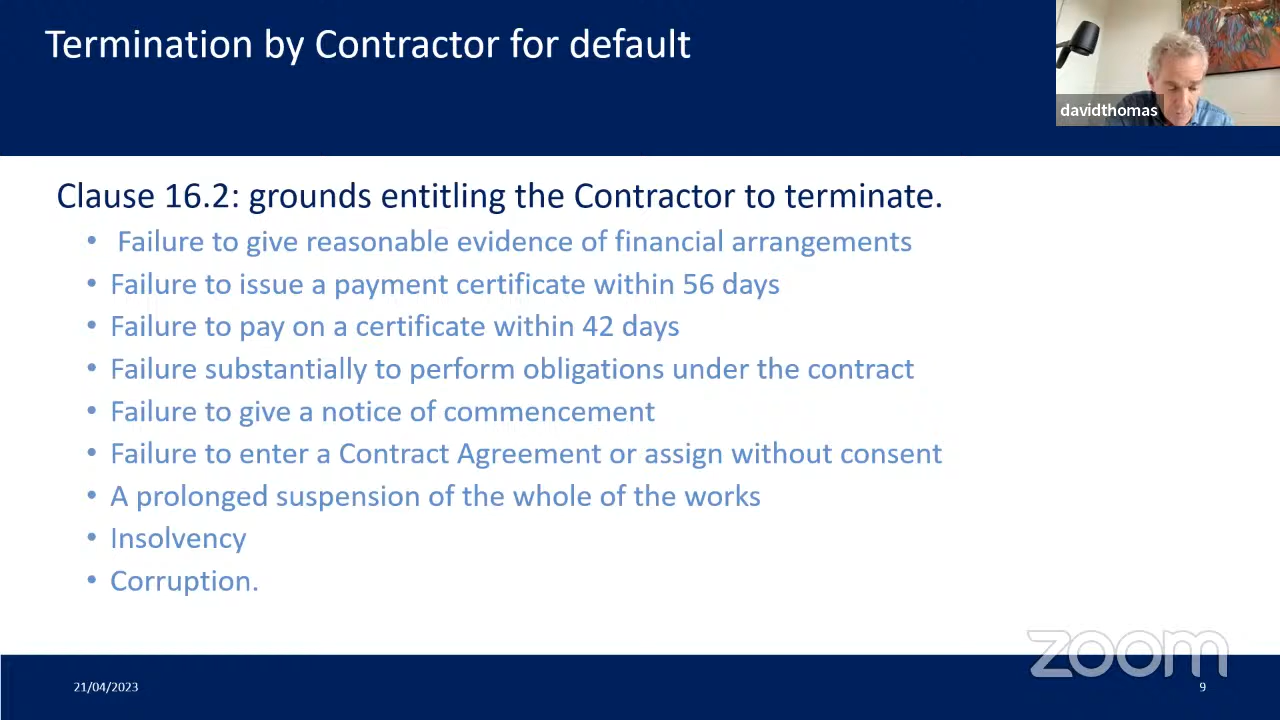 Termination by Contractor for default
davidthomas
Clause 16.2: grounds entitling the Contractor to terminate.
• Failure to give reasonable evidence of financial arrangements
• Failure to issue a payment certificate within 56 days
• Failure to pay on a certificate within 42 days
• Failure substantially to perform obligations under the contract
• Failure to give a notice of commencement
• Failure to enter a Contract Agreement or assign without consent
• A prolonged suspension of the whole of the works
• Insolvency
• Corruption.
zoom
21/04/2023
9